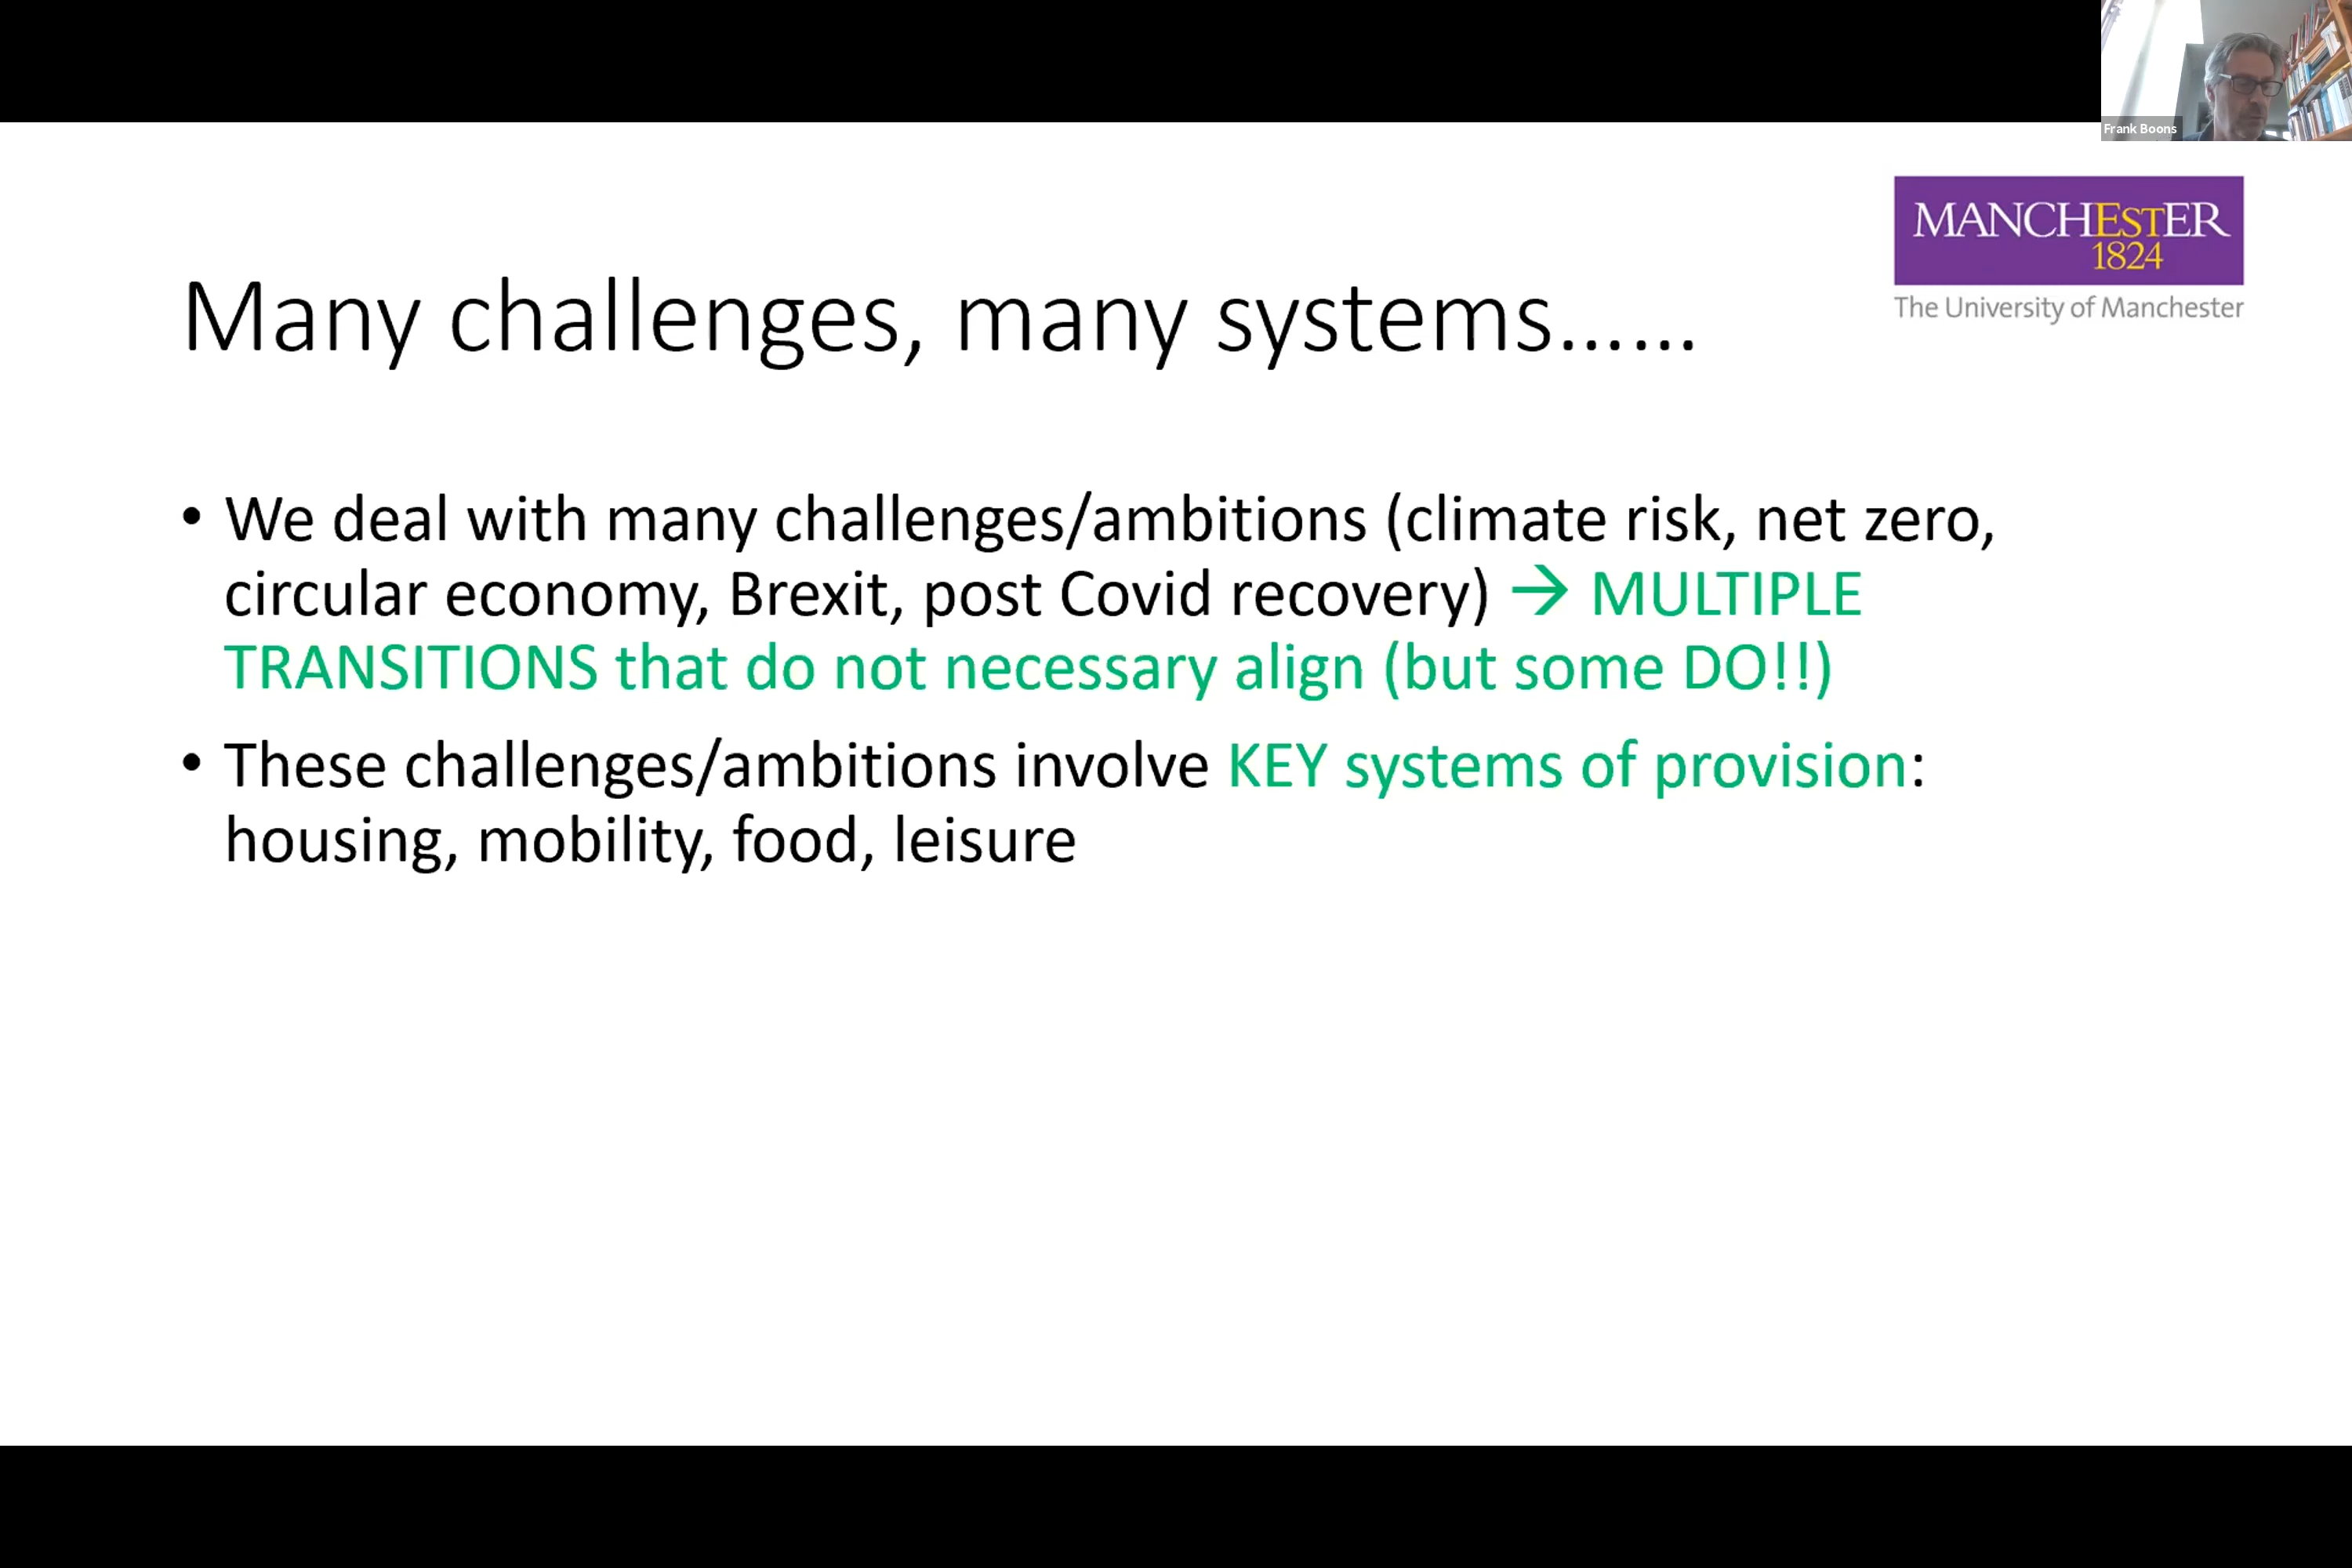 Frank Boons
MANCHESTER
1824
The University of Manchester
Many challenges, many systems……
• We deal with many challenges/ambitions (climate risk, net zero,
circular economy, Brexit, post Covid recovery) → MULTIPLE
TRANSITIONS that do not necessary align (but some DO!!)
• These challenges/ambitions involve KEY systems of provision:
housing, mobility, food, leisure